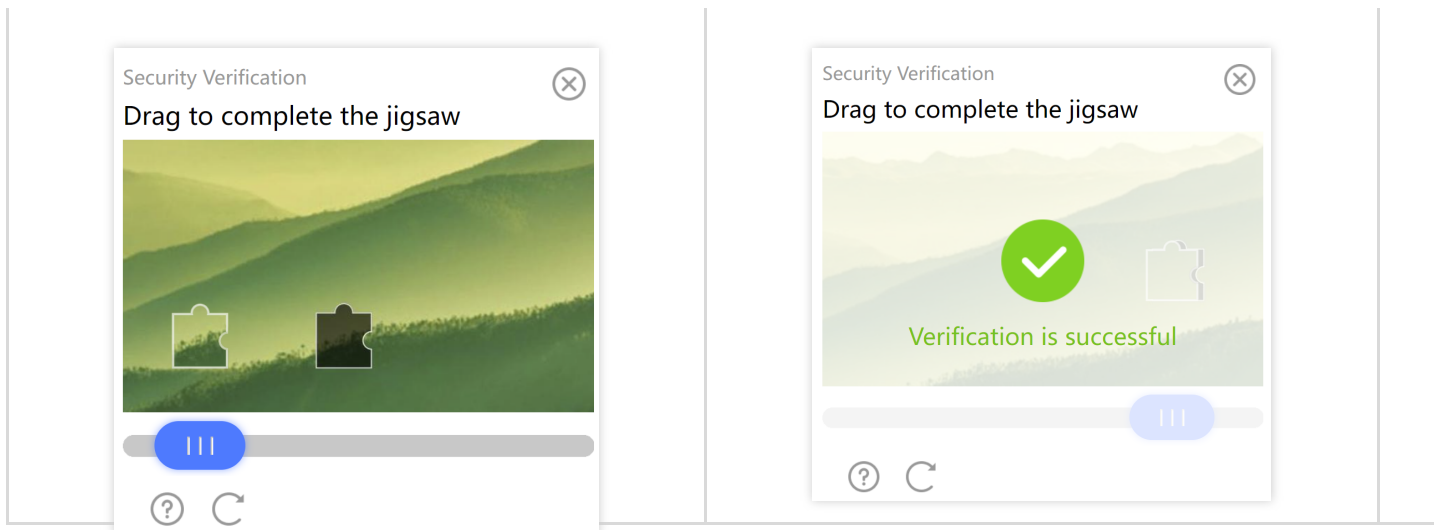 Security Verification
Drag to complete the jigsaw
Security Verification
Drag to complete the jigsaw
Verification is successful